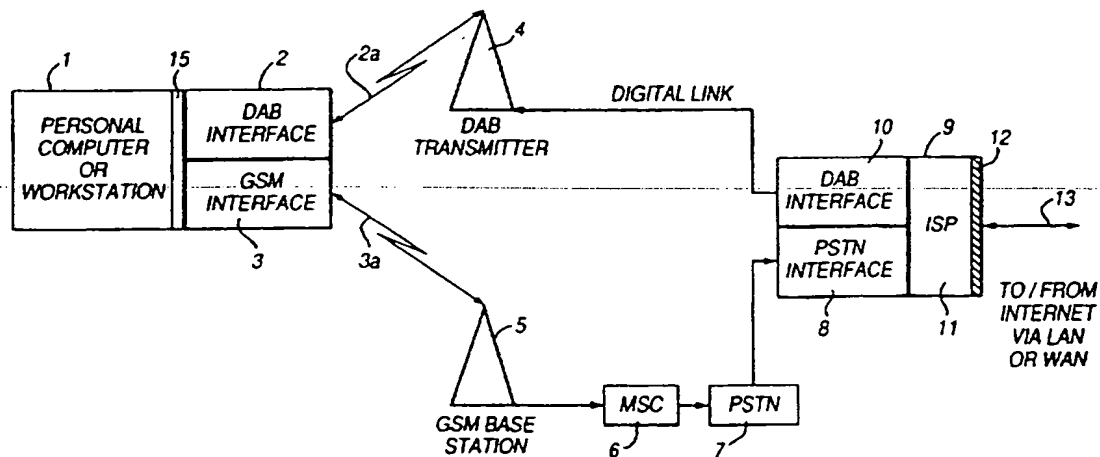 1
15
2
PERSONAL
COMPUTER
OR
WORKSTATION
DAB
INTERFACE
GSM
INTERFACE
3
2a
3a
4
DAB
TRANSMITTER
DIGITAL LINK
5
GSM BASE
STATION
MSC
6
PSTN
7
10
9
12
DAB
INTERFACE
PSTN
INTERFACE
8
ISP
11
13
TO / FROM
INTERNET
VIA LAN
OR WAN